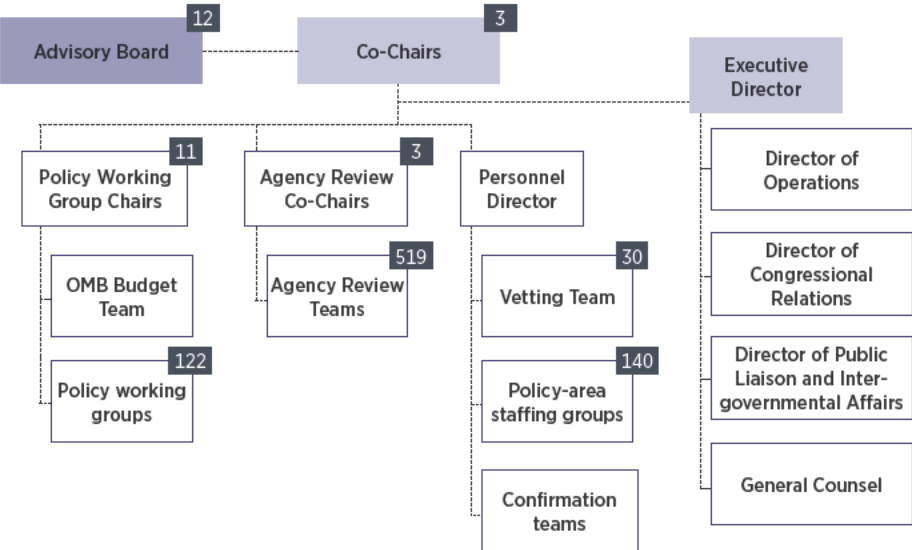 12
Advisory Board
3
Co-Chairs
Executive
Director
11
Policy Working
Group Chairs
OMB Budget
Team
122
Policy working
groups
3
Agency Review
Co-Chairs
519
Agency Review
Teams
Personnel
Director
30
Vetting Team
140
Policy-area
staffing groups
Confirmation
teams
Director of
Operations
Director of
Congressional
Relations
Director of Public
Liaison and Inter-
governmental Affairs
General Counsel